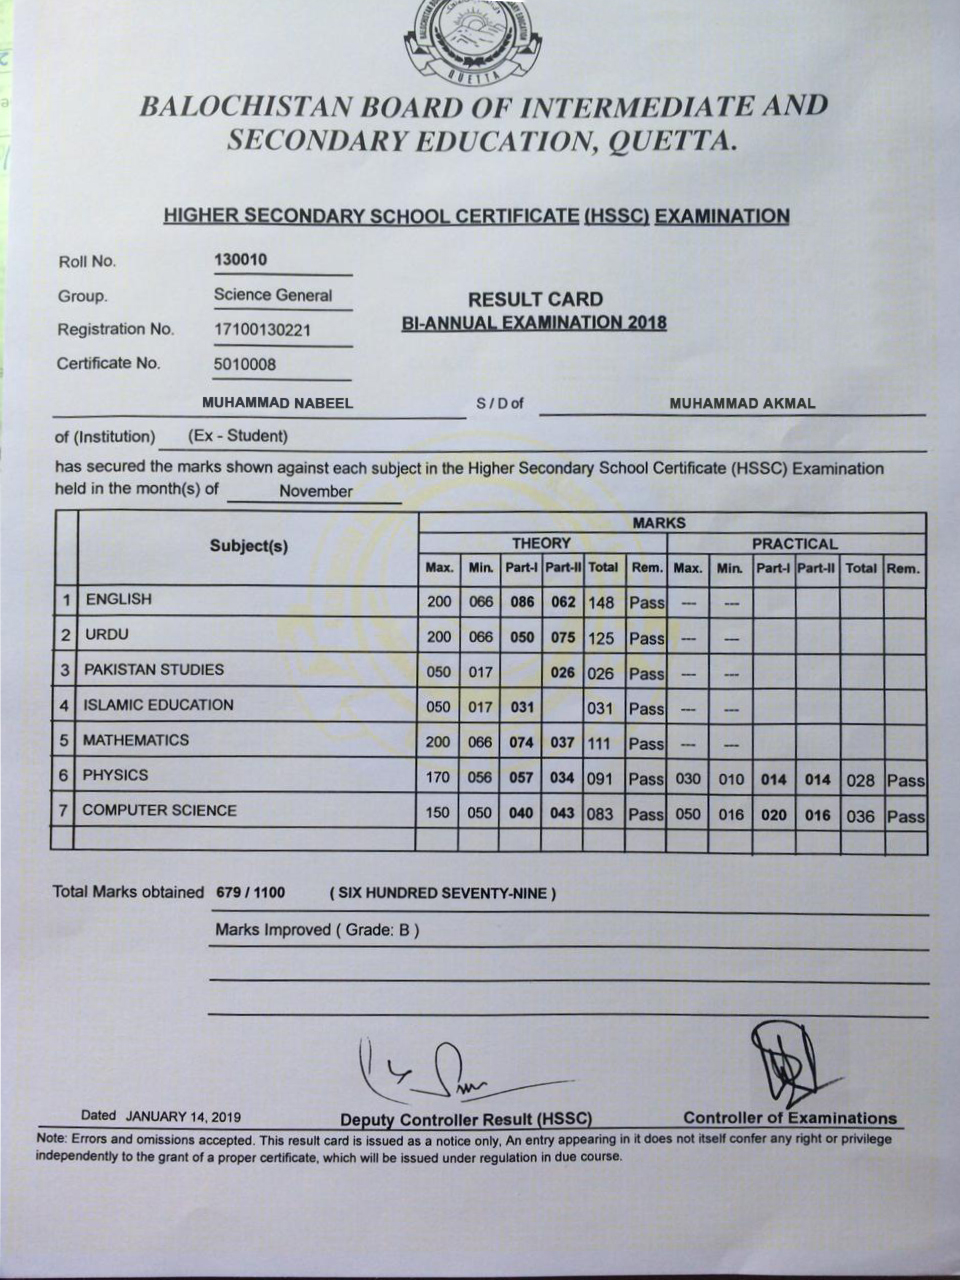 QUETTA
BALOCHISTAN BOARD OF INTERMEDIATE AND
SECONDARY EDUCATION, QUETTA.
HIGHER SECONDARY SCHOOL CERTIFICATE (HSSC) EXAMINATION
Roll No. 130010
Group. Science General
RESULT CARD
Registration No. 17100130221
BI-ANNUAL EXAMINATION 2018
Certificate No. 5010008
MUHAMMAD NABEEL S / D of MUHAMMAD AKMAL
of (Institution) (Ex - Student)
has secured the marks shown against each subject in the Higher Secondary School Certificate (HSSC) Examination
held in the month(s) of November
Subject(s) MARKS
THEORY PRACTICAL
Max. Min. Part-I Part-II Total Rem. Max. Min. Part-I Part-II Total Rem.
1 ENGLISH 200 066 086 062 148 Pass --- ---
2 URDU 200 066 050 075 125 Pass --- ---
3 PAKISTAN STUDIES 050 017 026 026 Pass --- ---
4 ISLAMIC EDUCATION 050 017 031 031 Pass --- ---
5 MATHEMATICS 200 066 074 037 111 Pass --- ---
6 PHYSICS 170 056 057 034 091 Pass 030 010 014 014 028 Pass
7 COMPUTER SCIENCE 150 050 040 043 083 Pass 050 016 020 016 036 Pass
Total Marks obtained 679 / 1100 ( SIX HUNDRED SEVENTY-NINE )
Marks Improved ( Grade: B )
Dated JANUARY 14, 2019 Deputy Controller Result (HSSC) Controller of Examinations
Note: Errors and omissions accepted. This result card is issued as a notice only, An entry appearing in it does not itself confer any right or privilege
independently to the grant of a proper certificate, which will be issued under regulation in due course.